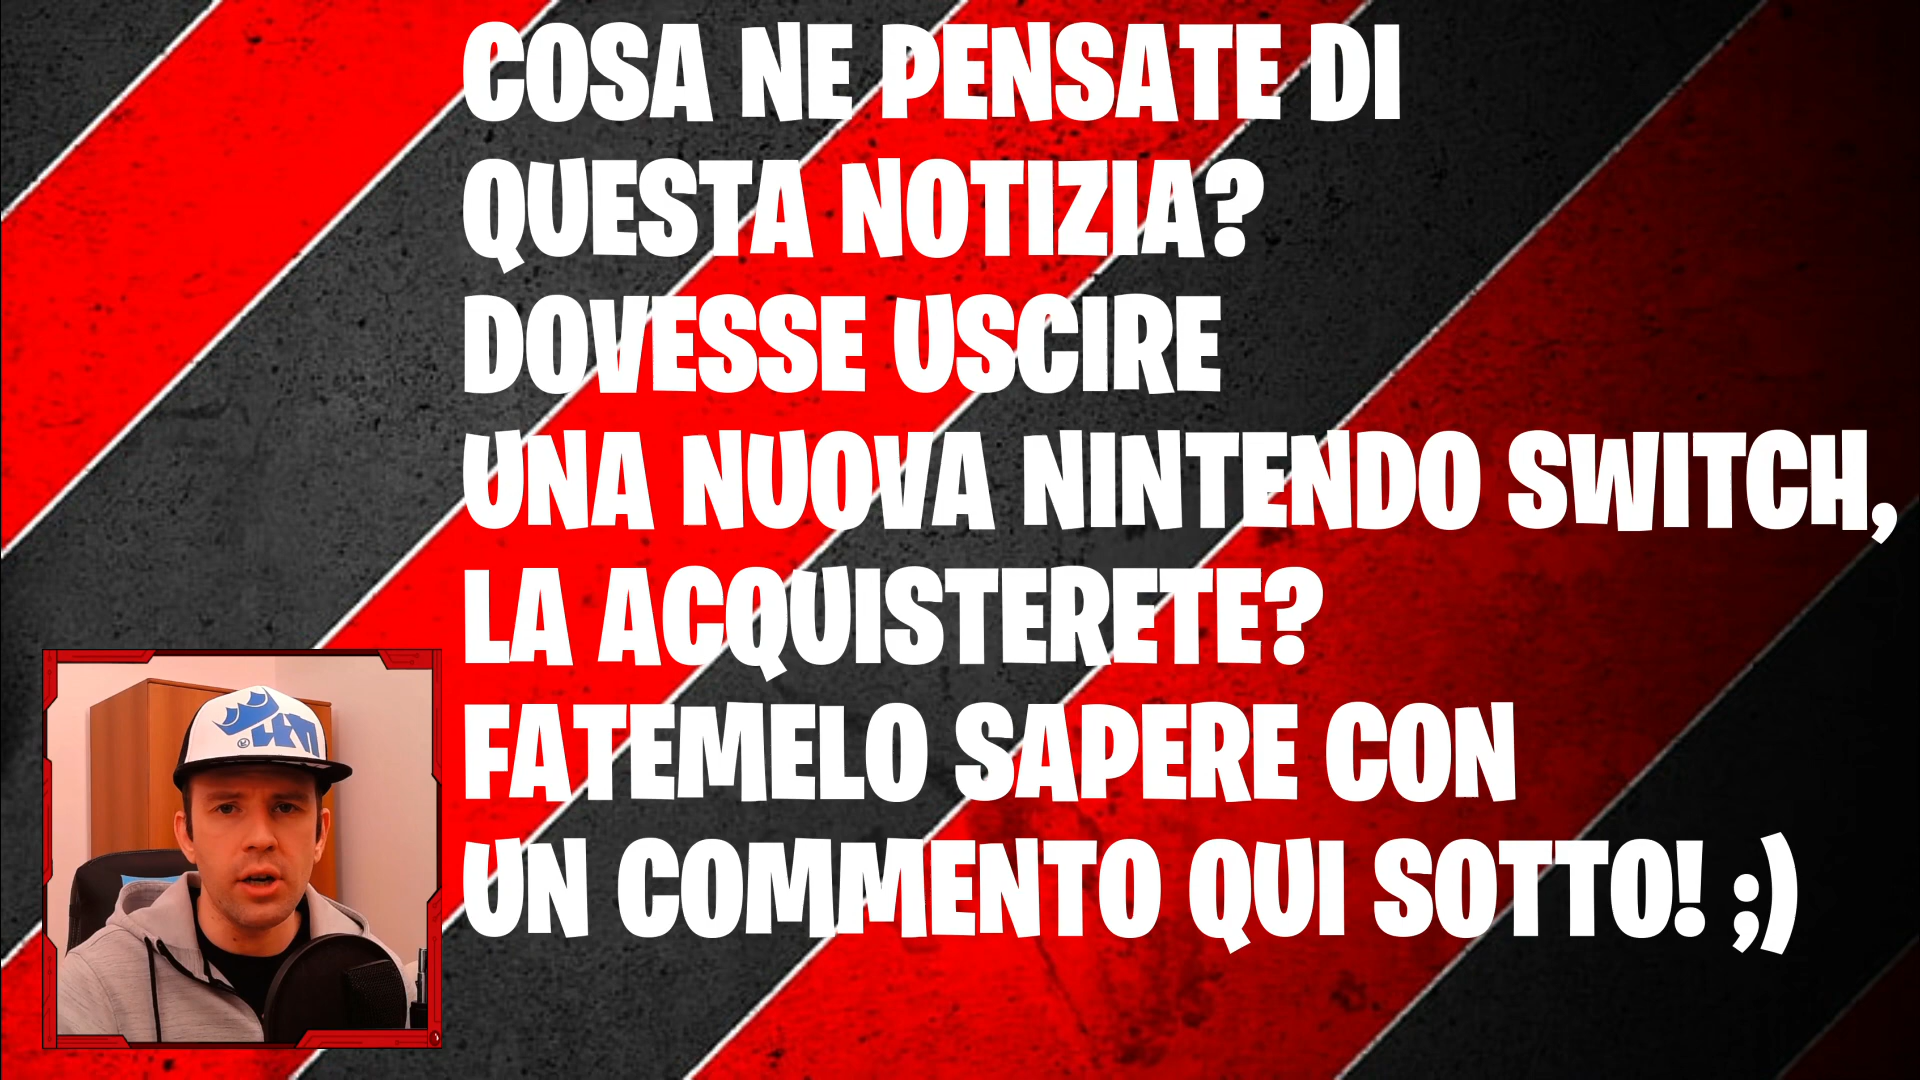 COSA NE PENSATE DI
QUESTA NOTIZIA?
DOVESSE USCIRE
UNA NUOVA NINTENDO SWITCH,
LA ACQUISTERETE?
FATEMELO SAPERE CON
UN COMMENTO QUI SOTTO! ;)